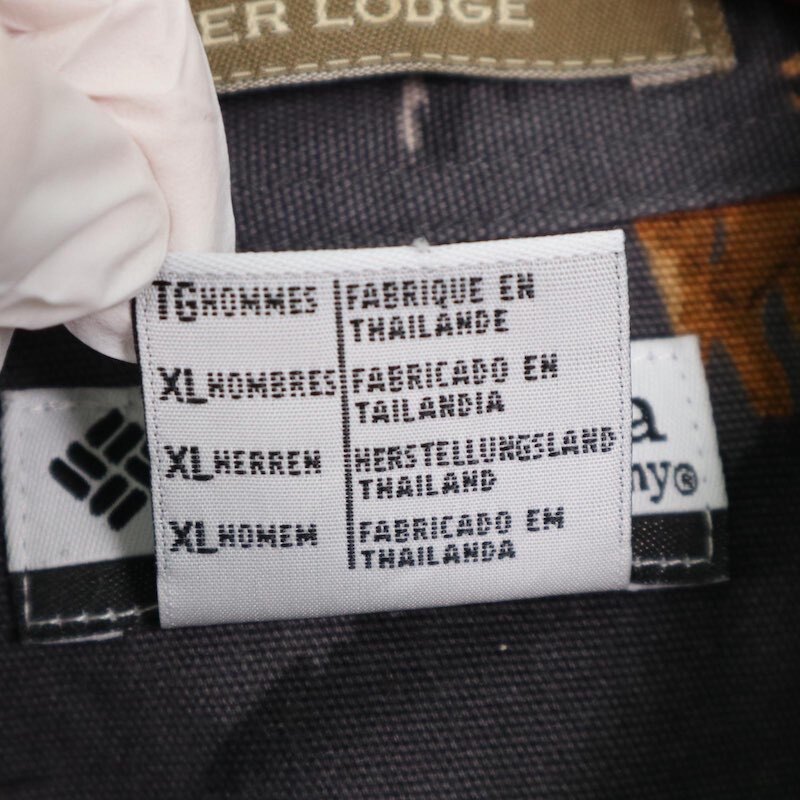 ER LODGE
TG HOMMES FABRIQUE EN
THAILANDE
XL HOMBRES FABRICADO EN
TAILANDIA
XL HERREN HERSTELLUNGSLAND
THAILAND
XL HOMEM FABRICADO EM
THAILANDA
a
ny®